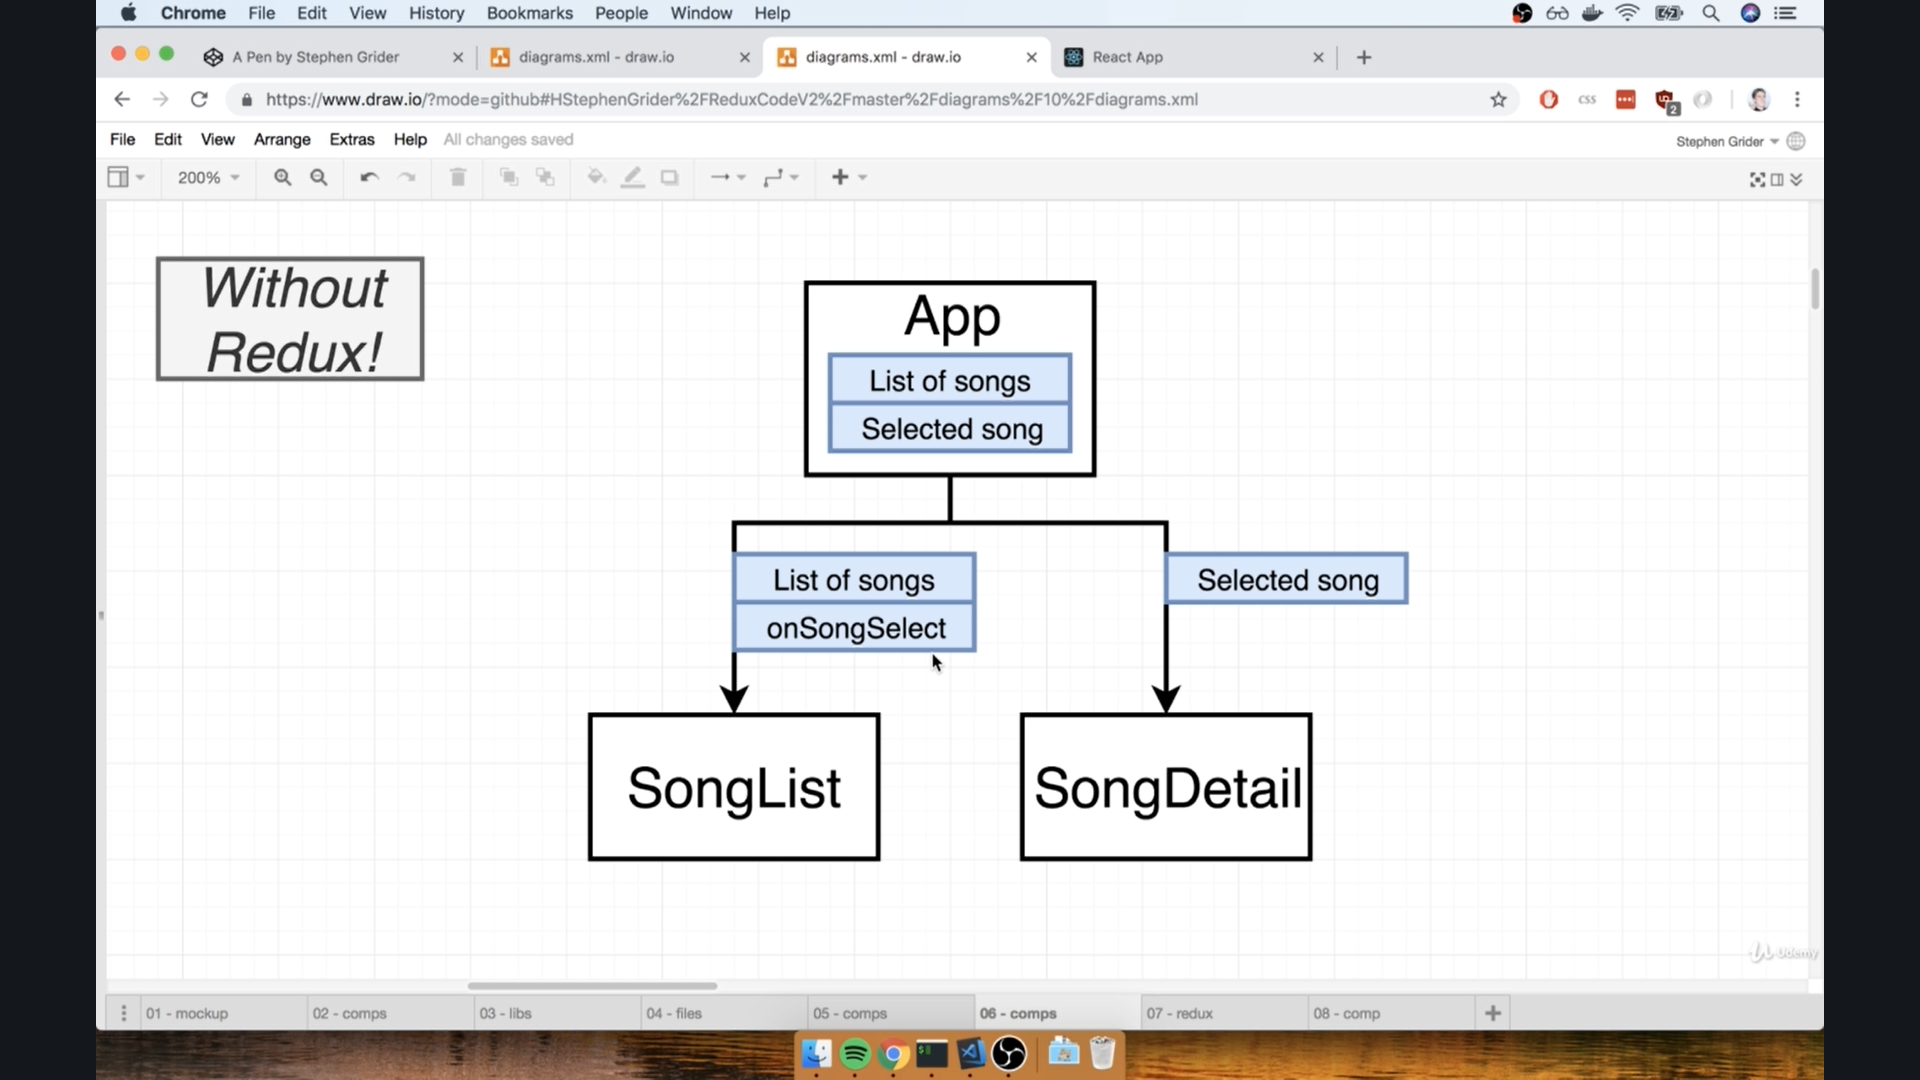 Chrome File Edit View History Bookmarks People Window Help
A Pen by Stephen Grider diagrams.xml - draw.io diagrams.xml - draw.io React App
https://www.draw.io/?mode=github#HStephenGrider%2FReduxCodeV2%2Fmaster%2Fdiagrams%2F10%2Fdiagrams.xml
css
2
File Edit View Arrange Extras Help All changes saved
Stephen Grider
200%
Without
Redux!
App
List of songs
Selected song
List of songs
onSongSelect
Selected song
SongList
SongDetail
Udemy
01 - mockup 02 - comps 03 - libs 04 - files 05 - comps 06 - comps 07 - redux 08 - comp